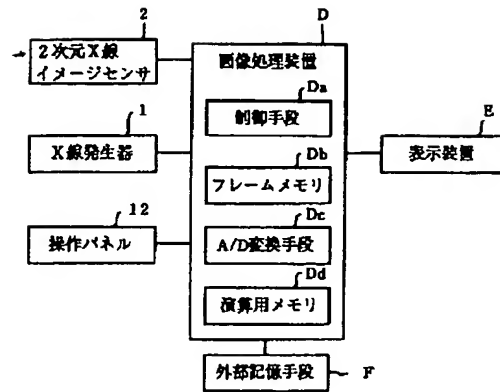 2
2次元X線
イメージセンサ
1
X線発生器
12
操作パネル
D
画像処理装置
Da
制御手段
Db
フレームメモリ
Dc
A/D変換手段
Dd
演算用メモリ
E
表示装置
外部記憶手段
F